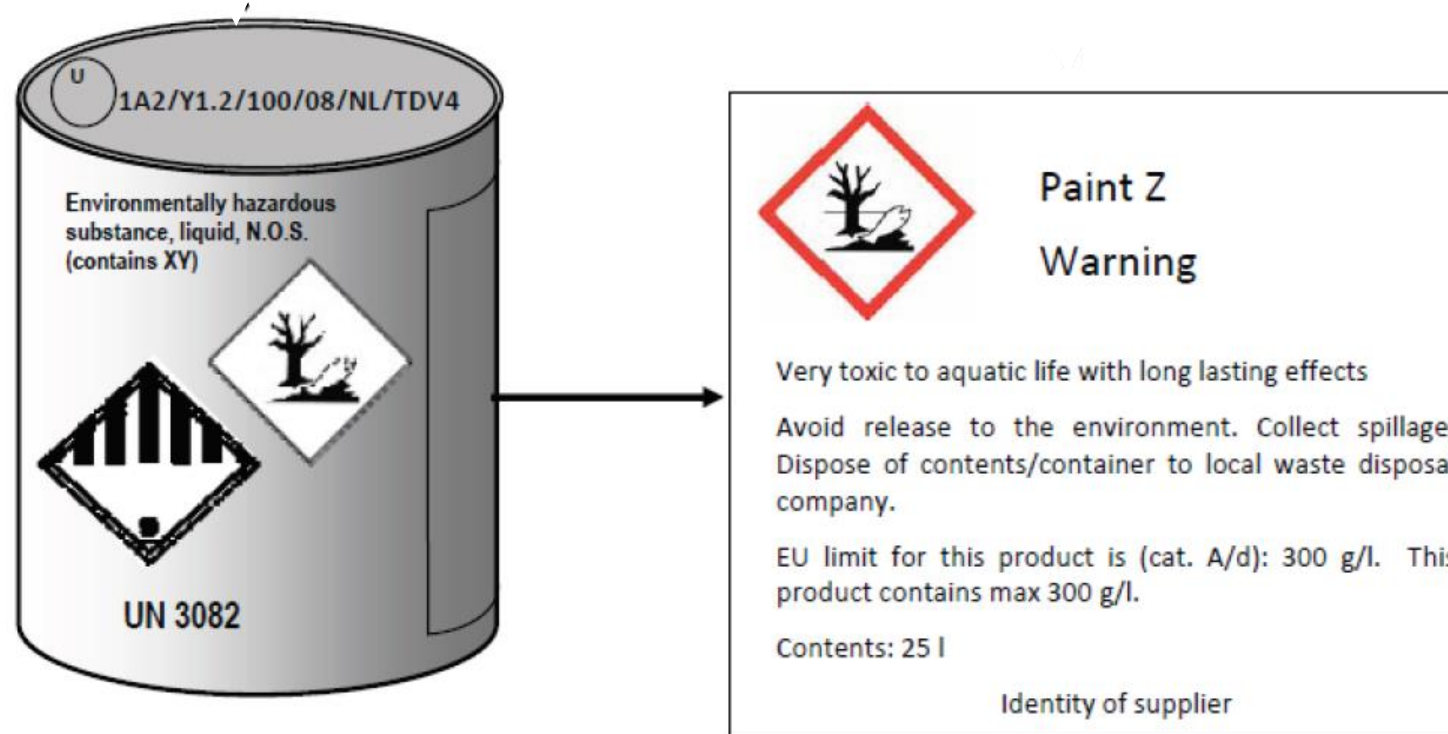 U
1A2/Y1.2/100/08/NL/TDV4
Environmentally hazardous
substance, liquid, N.O.S.
(contains XY)
9
UN 3082
Paint Z
Warning
Very toxic to aquatic life with long lasting effects
Avoid release to the environment. Collect spillage
Dispose of contents/container to local waste disposa
company.
EU limit for this product is (cat. A/d): 300 g/l. This
product contains max 300 g/l.
Contents: 25 l
Identity of supplier